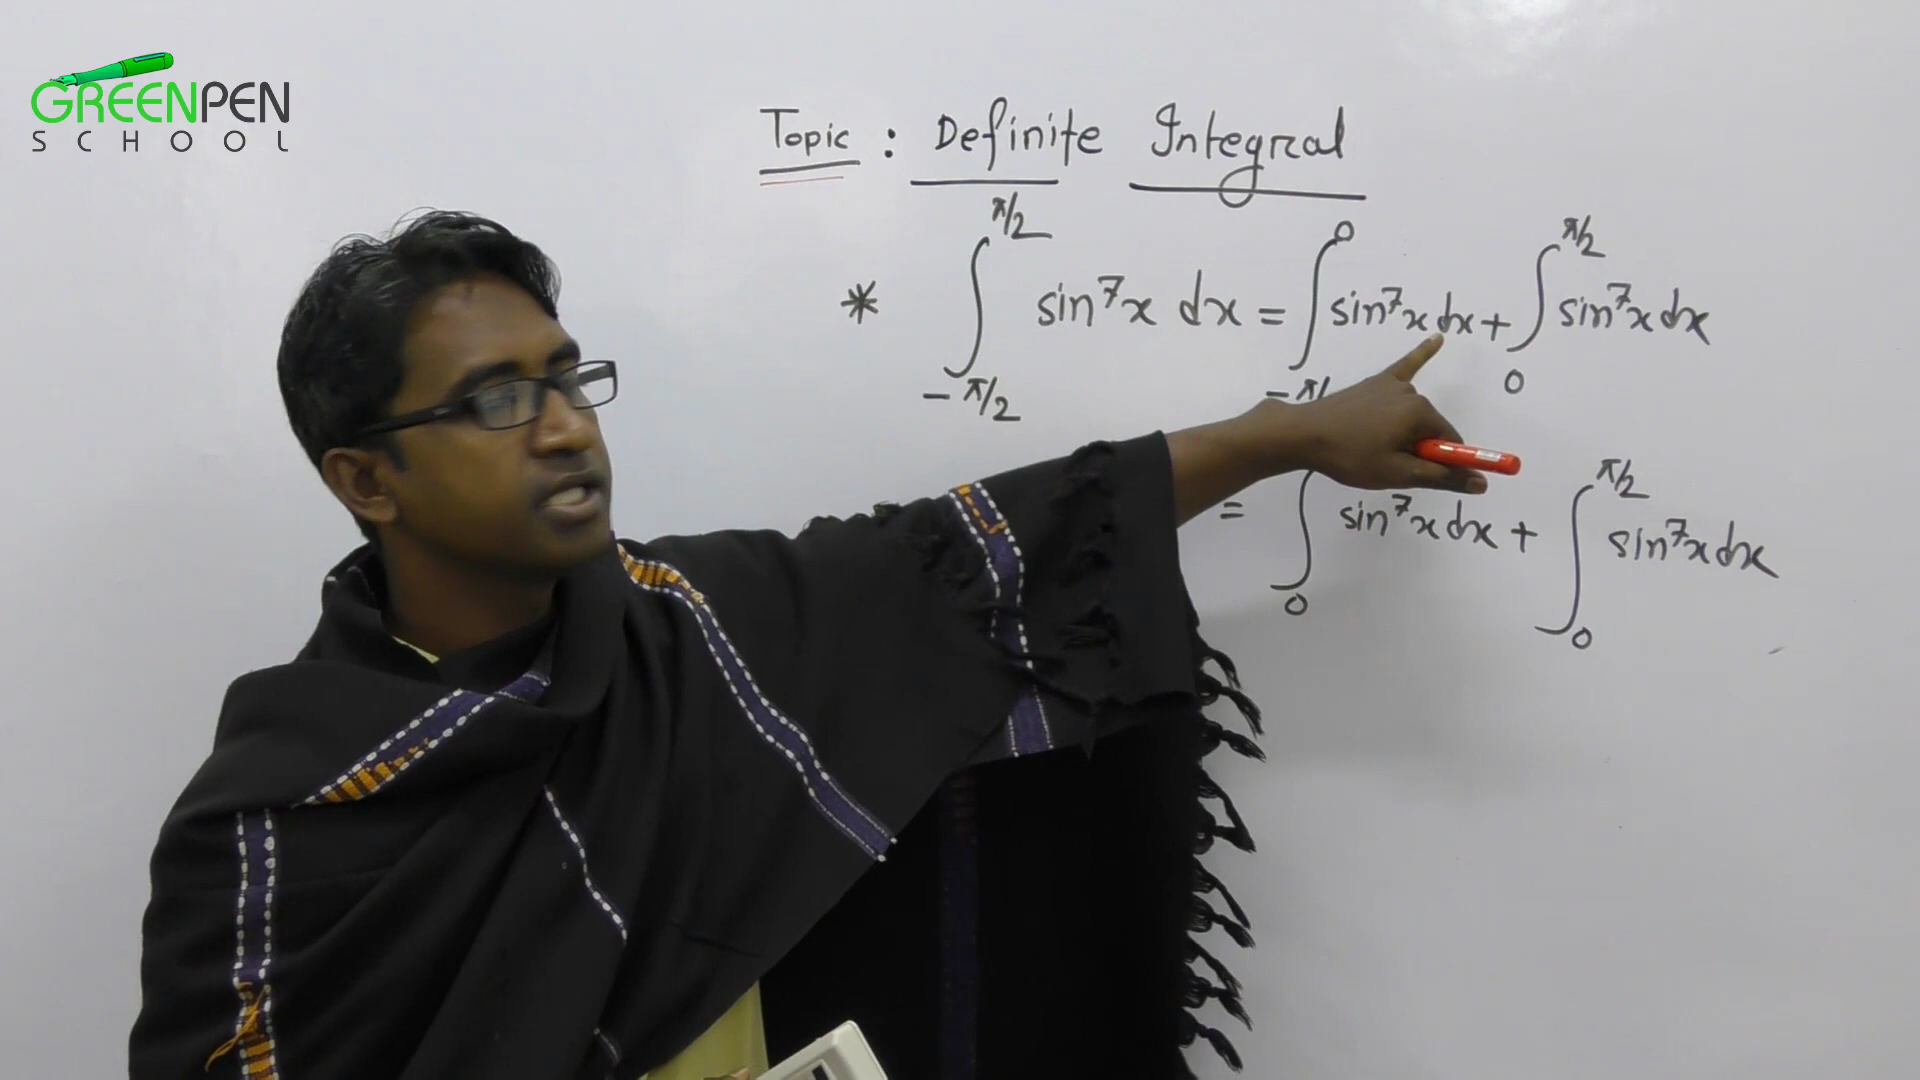 GREENPEN
SCHOOL
Topic : Definite Integral
* ∫_{-π/2}^{π/2} sin⁷x dx = ∫_{-π/}^{0} sin⁷x dx + ∫_{0}^{π/2} sin⁷x dx
= ∫_{0} sin⁷x dx + ∫_{0}^{π/2} sin⁷x dx